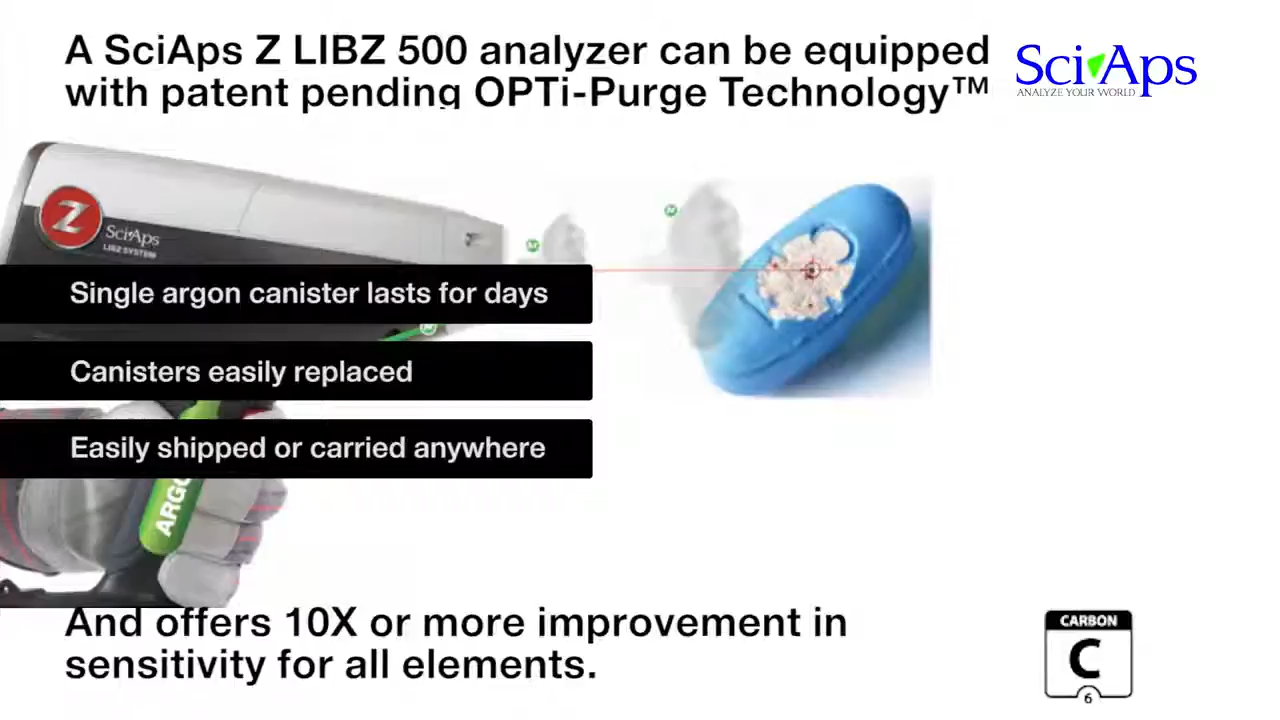 A SciAps Z LIBZ 500 analyzer can be equipped
with patent pending OPTi-Purge Technology™
SciAps
ANALYZE YOUR WORLD
Z
SciAps
LIBZ SYSTEM
Single argon canister lasts for days
Canisters easily replaced
Easily shipped or carried anywhere
ARGO
And offers 10X or more improvement in
sensitivity for all elements.
CARBON
C
6